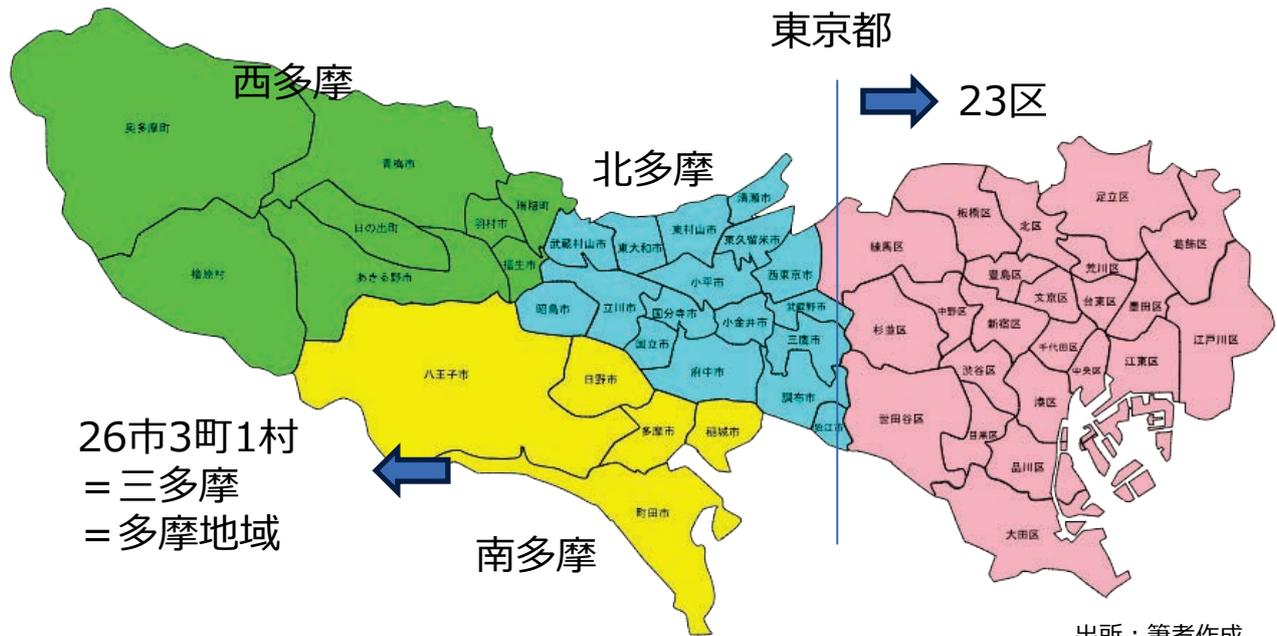 東京都
23区
西多摩
北多摩
南多摩
26市3町1村
＝三多摩
＝多摩地域
奥多摩町
青梅市
瑞穂町
羽村市
日の出町
福生市
あきる野市
檜原村
清瀬市
東村山市
東久留米市
武蔵村山市
東大和市
西東京市
小平市
昭島市
立川市
国分寺市
小金井市
武蔵野市
三鷹市
国立市
府中市
調布市
狛江市
八王子市
日野市
多摩市
稲城市
町田市
足立区
板橋区
北区
葛飾区
練馬区
荒川区
豊島区
文京区
台東区
墨田区
中野区
新宿区
杉並区
千代田区
江戸川区
渋谷区
中央区
江東区
港区
世田谷区
目黒区
品川区
大田区
出所：筆者作成